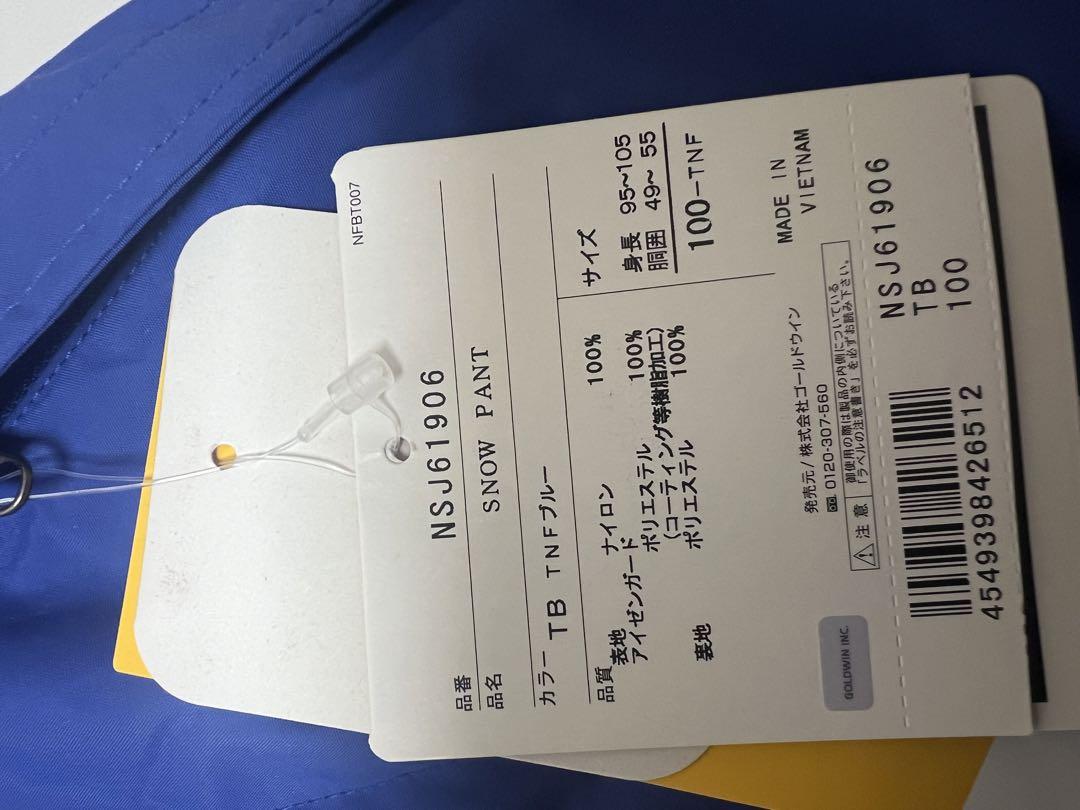 NFBT007
品番 NSJ61906
品名 SNOW PANT
カラー TB TNFブルー
品質
表地 ナイロン 100%
アイゼンガード
ポリエステル 100%
(コーティング等樹脂加工)
裏地 ポリエステル 100%
サイズ
身長 95~105
胴囲 49~ 55
100-TNF
MADE IN
VIETNAM
発売元/株式会社ゴールドウイン
0120-307-560
注意 御使用の際は製品の内側についている
「ラベルの注意書き」を必ずお読み下さい。
GOLDWIN INC.
NSJ61906
TB
100
4549398426512